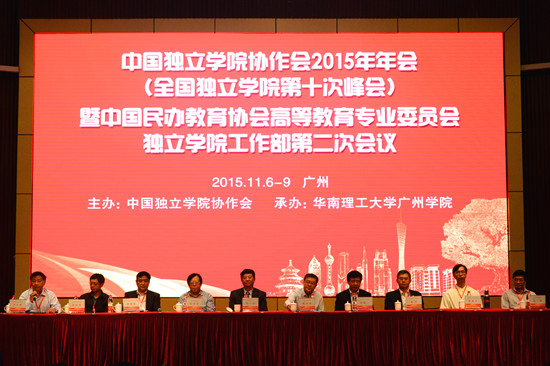 中国独立学院协作会2015年年会
（全国独立学院第十次峰会）
暨中国民办教育协会高等教育专业委员会
独立学院工作部第二次会议
2015.11.6-9 广州
主办：中国独立学院协作会 承办：华南理工大学广州学院